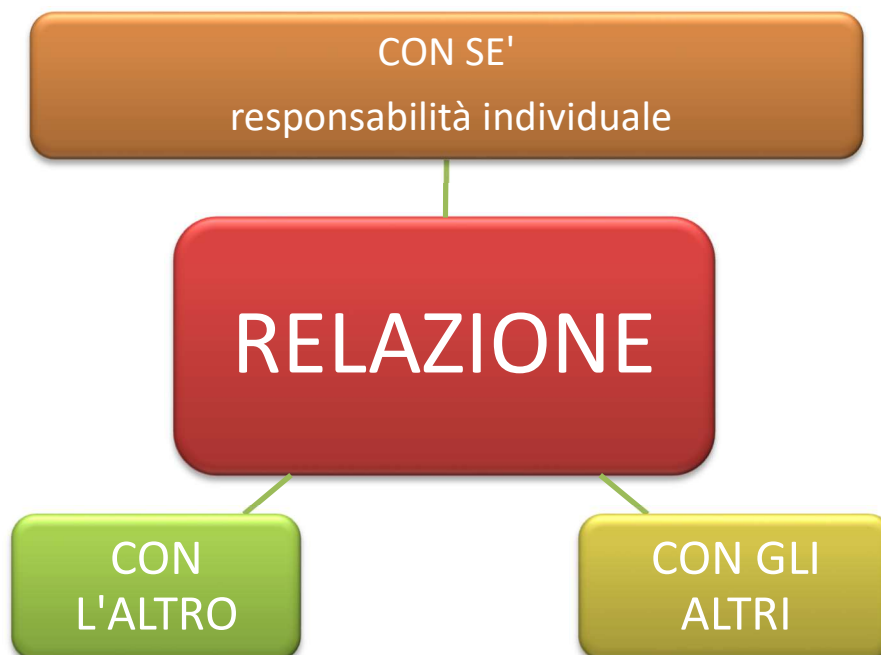 CON SE'
responsabilità individuale
RELAZIONE
CON
L'ALTRO
CON GLI
ALTRI